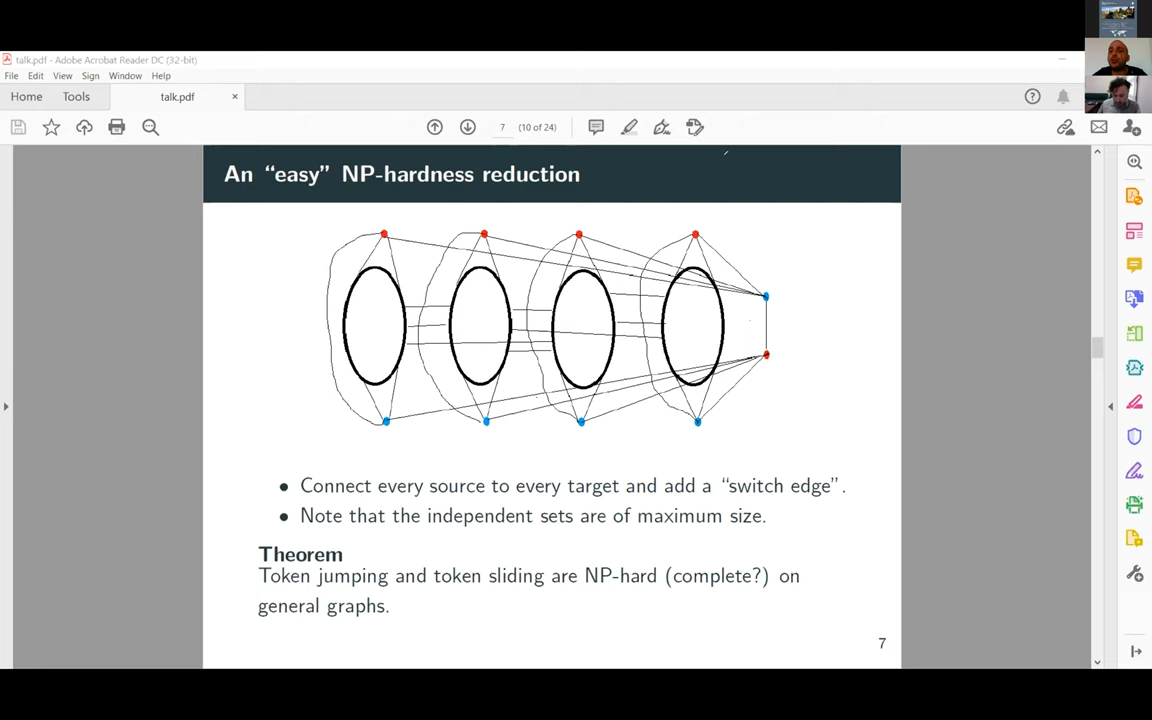 talk.pdf - Adobe Acrobat Reader DC (32-bit)
File Edit View Sign Window Help
Home Tools talk.pdf ×
7 (10 of 24)
An “easy” NP-hardness reduction
● Connect every source to every target and add a “switch edge”.
● Note that the independent sets are of maximum size.
Theorem
Token jumping and token sliding are NP-hard (complete?) on
general graphs.
7